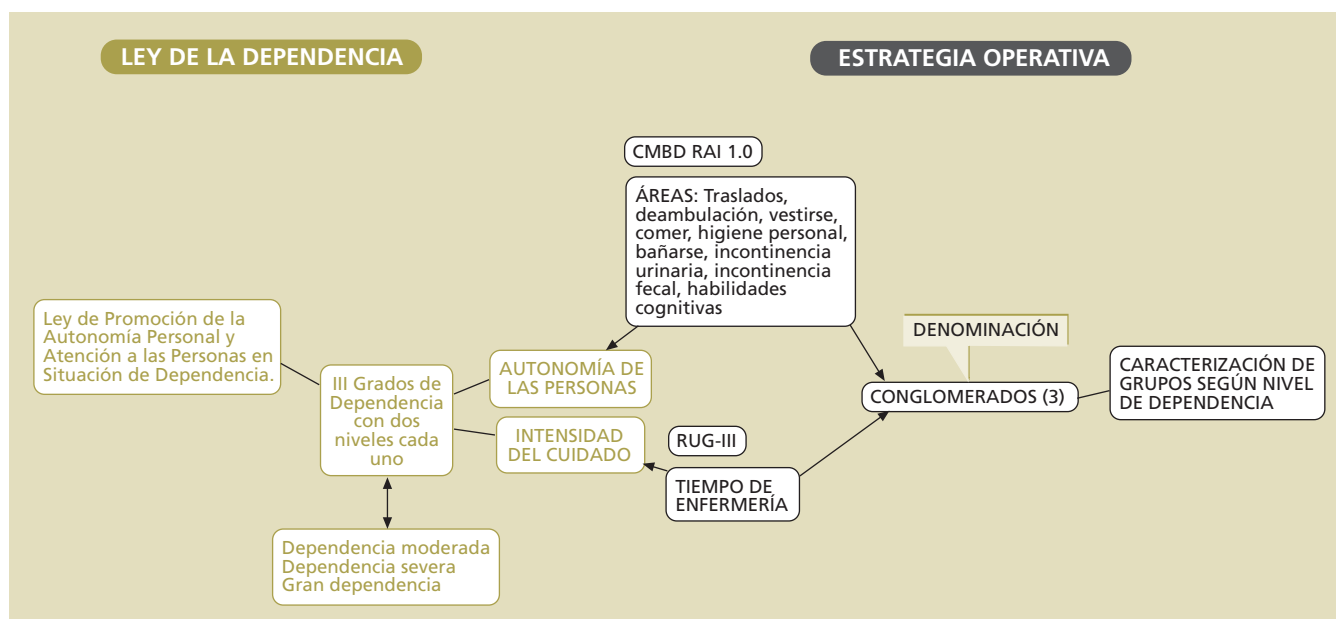 LEY DE LA DEPENDENCIA
ESTRATEGIA OPERATIVA
CMBD RAI 1.0
ÁREAS: Traslados,
deambulación, vestirse,
comer, higiene personal,
bañarse, incontinencia
urinaria, incontinencia
fecal, habilidades
cognitivas
Ley de Promoción de la
Autonomía Personal y
Atención a las Personas en
Situación de Dependencia.
III Grados de
Dependencia
con dos
niveles cada
uno
AUTONOMÍA DE
LAS PERSONAS
INTENSIDAD
DEL CUIDADO
RUG-III
TIEMPO DE
ENFERMERÍA
DENOMINACIÓN
CONGLOMERADOS (3)
CARACTERIZACIÓN DE
GRUPOS SEGÚN NIVEL
DE DEPENDENCIA
Dependencia moderada
Dependencia severa
Gran dependencia